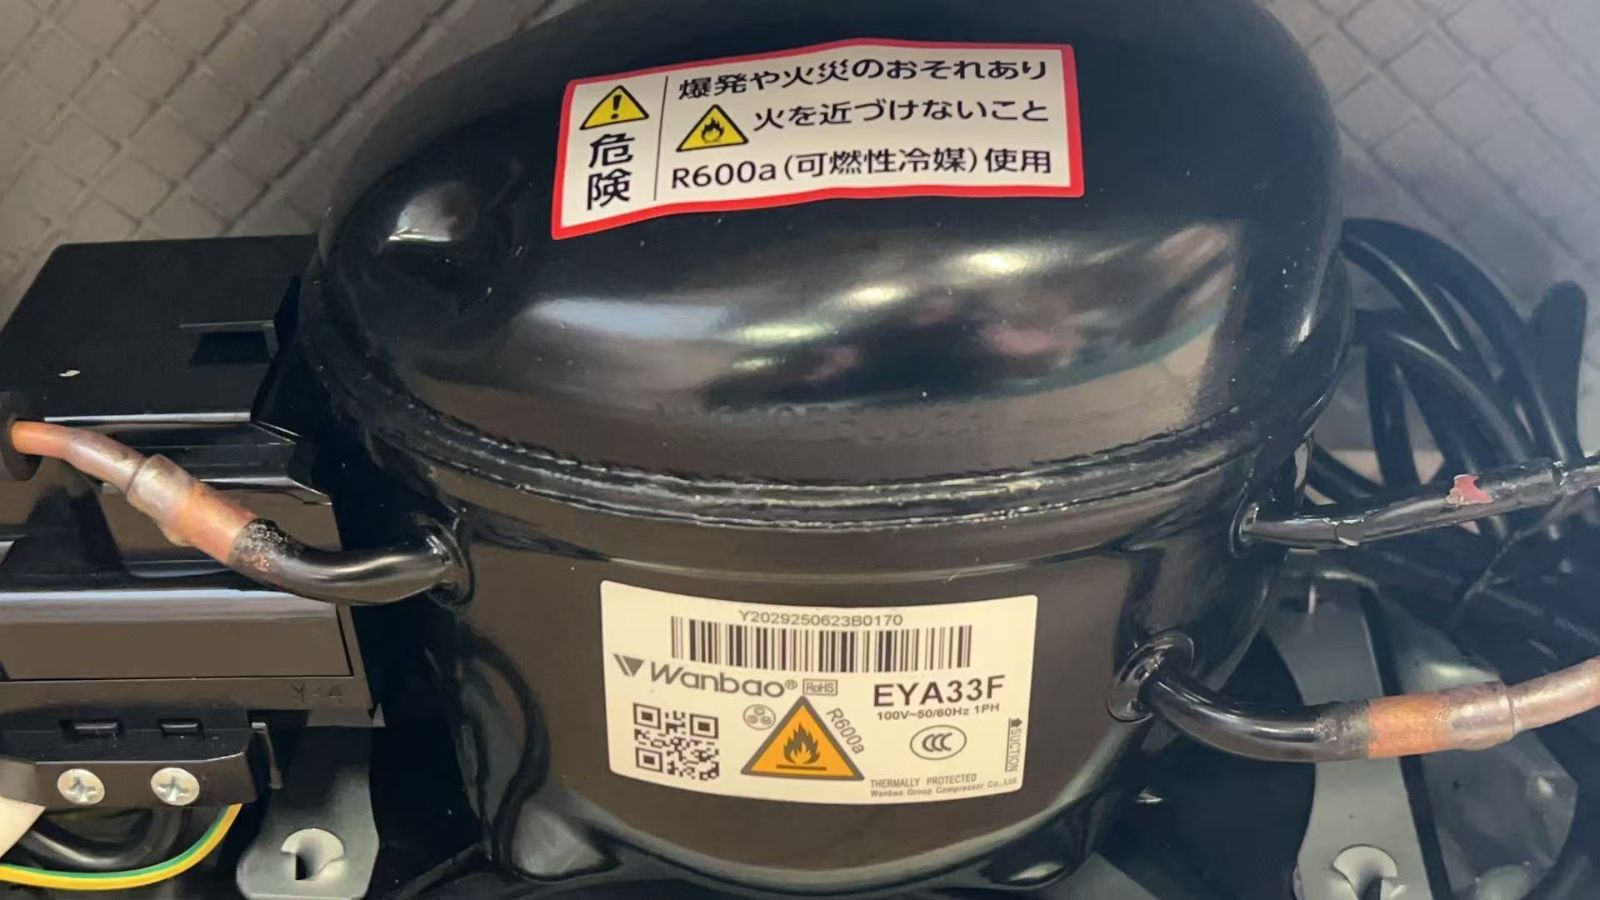 危険
爆発や火災のおそれあり
火を近づけないこと
R600a(可燃性冷媒)使用
Y2029250623B0170
Wanbao® RoHS
EYA33F
100V~50/60Hz 1PH
R600a
CCC
SUCTION
THERMALLY PROTECTED
Wanbao Group Compressor Co.,Ltd.
Y-4